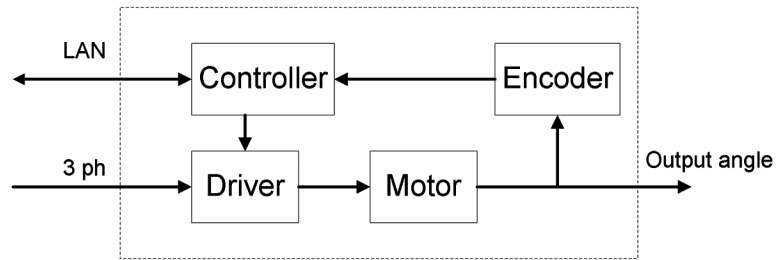 LAN
Controller
Encoder
3 ph
Driver
Motor
Output angle